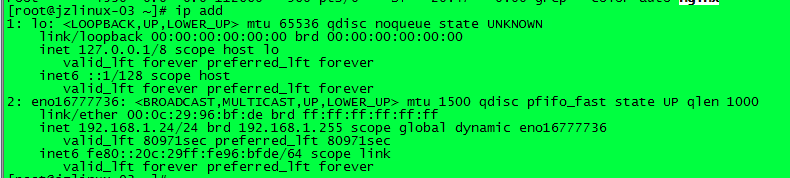 [root@jzlinux-03 ~]# ip add
1: lo: <LOOPBACK,UP,LOWER_UP> mtu 65536 qdisc noqueue state UNKNOWN
    link/loopback 00:00:00:00:00:00 brd 00:00:00:00:00:00
    inet 127.0.0.1/8 scope host lo
       valid_lft forever preferred_lft forever
    inet6 ::1/128 scope host
       valid_lft forever preferred_lft forever
2: eno16777736: <BROADCAST,MULTICAST,UP,LOWER_UP> mtu 1500 qdisc pfifo_fast state UP qlen 1000
    link/ether 00:0c:29:96:bf:de brd ff:ff:ff:ff:ff:ff
    inet 192.168.1.24/24 brd 192.168.1.255 scope global dynamic eno16777736
       valid_lft 80971sec preferred_lft 80971sec
    inet6 fe80::20c:29ff:fe96:bfde/64 scope link
       valid_lft forever preferred_lft forever